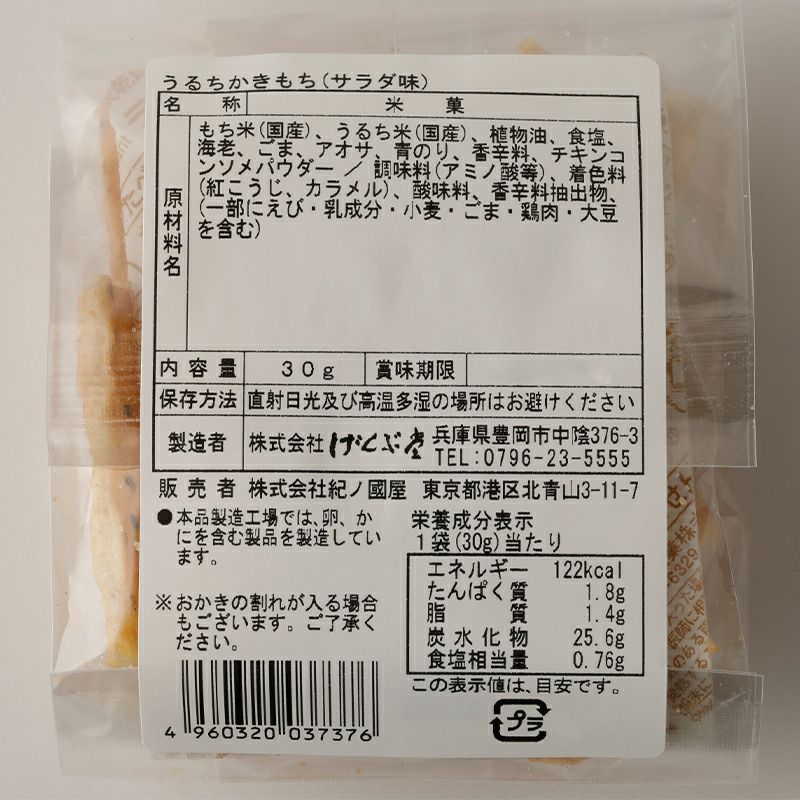 うるちかきもち(サラダ味)
名称 米菓
原材料名
もち米(国産)、うるち米(国産)、植物油、食塩、
海老、ごま、アオサ、青のり、香辛料、チキンコ
ンソメパウダー / 調味料(アミノ酸等)、着色料
(紅こうじ、カラメル)、酸味料、香辛料抽出物、
(一部にえび・乳成分・小麦・ごま・鶏肉・大豆
を含む)
内容量 30g 賞味期限
保存方法 直射日光及び高温多湿の場所はお避けください
製造者 株式会社げんぶ堂 兵庫県豊岡市中陰376-3
TEL:0796-23-5555
販売者 株式会社紀ノ國屋 東京都港区北青山3-11-7
●本品製造工場では、卵、か
にを含む製品を製造してい
ます。
※おかきの割れが入る場合
もございます。ご了承く
ださい。
栄養成分表示
1袋(30g)当たり
エネルギー 122kcal
たんぱく質 1.8g
脂質 1.4g
炭水化物 25.6g
食塩相当量 0.76g
この表示値は、目安です。
プラ
4 960320 037376